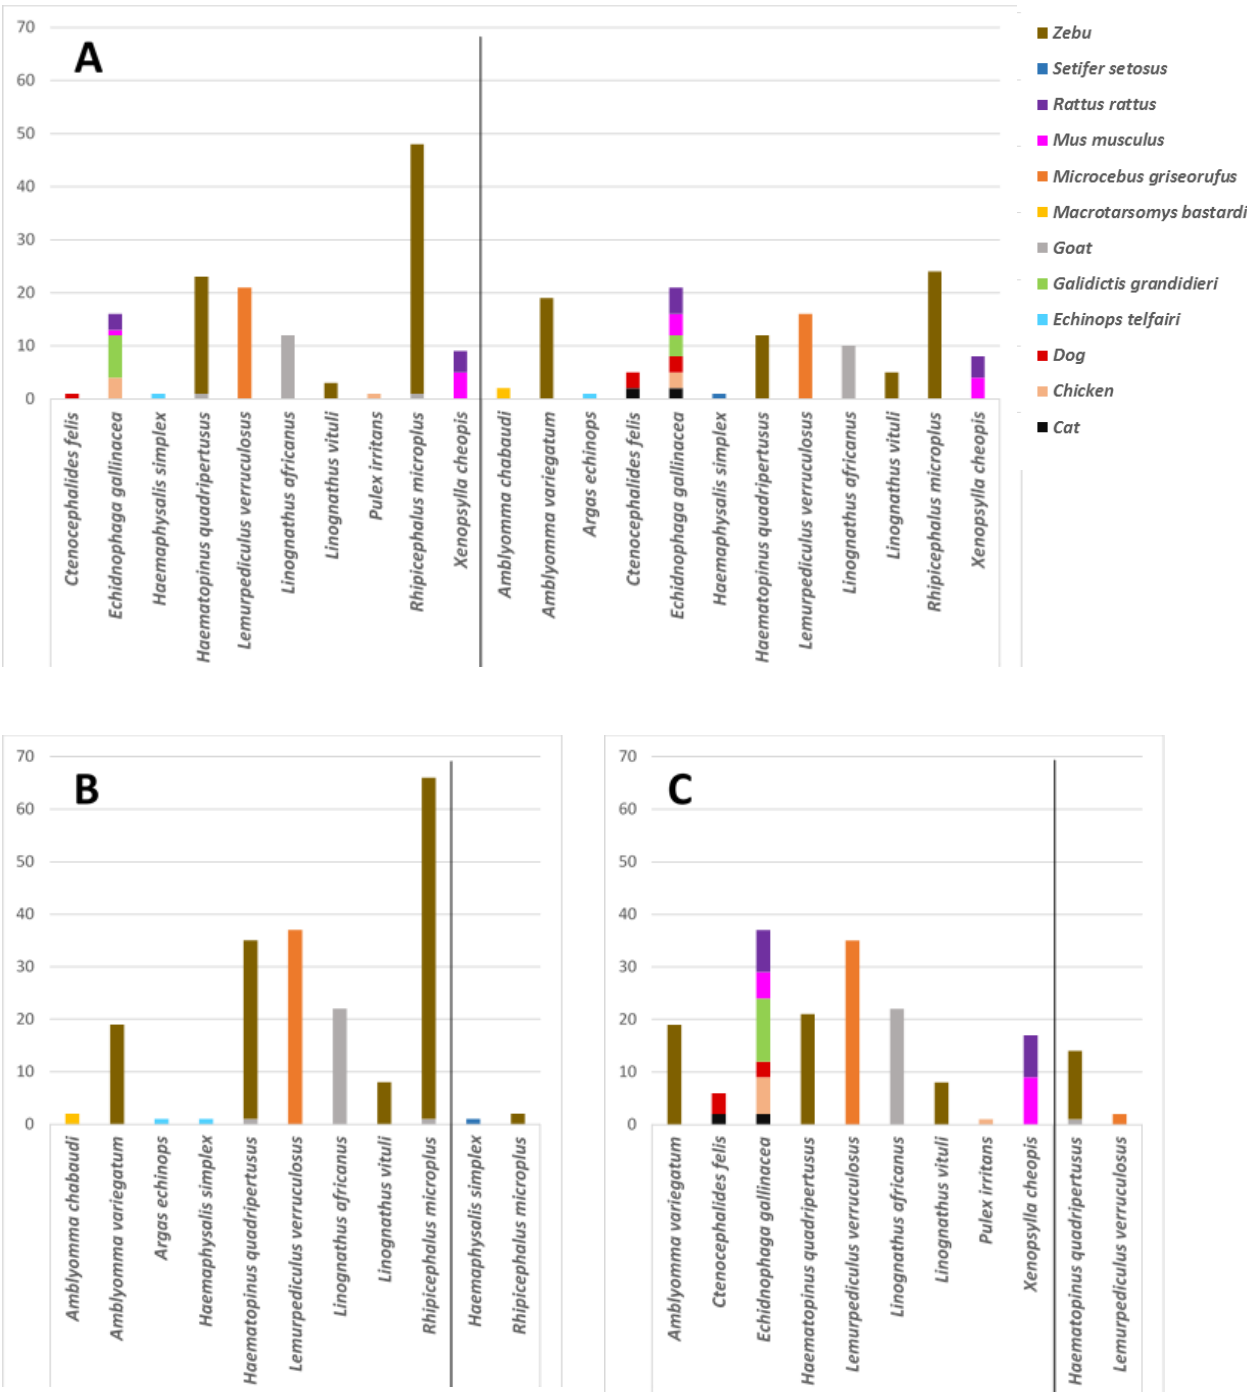 A
70
60
50
40
30
20
10
0
Ctenocephalides felis
Echidnophaga gallinacea
Haemaphysalis simplex
Haematopinus quadripertusus
Lemurpediculus verruculosus
Linognathus africanus
Linognathus vituli
Pulex irritans
Rhipicephalus microplus
Xenopsylla cheopis
Amblyomma chabaudi
Amblyomma variegatum
Argas echinops
Ctenocephalides felis
Echidnophaga gallinacea
Haemaphysalis simplex
Haematopinus quadripertusus
Lemurpediculus verruculosus
Linognathus africanus
Linognathus vituli
Rhipicephalus microplus
Xenopsylla cheopis
Zebu
Setifer setosus
Rattus rattus
Mus musculus
Microcebus griseorufus
Macrotarsomys bastardi
Goat
Galidictis grandidieri
Echinops telfairi
Dog
Chicken
Cat
B
70
60
50
40
30
20
10
0
Amblyomma chabaudi
Amblyomma variegatum
Argas echinops
Haemaphysalis simplex
Haematopinus quadripertusus
Lemurpediculus verruculosus
Linognathus africanus
Linognathus vituli
Rhipicephalus microplus
Haemaphysalis simplex
Rhipicephalus microplus
C
70
60
50
40
30
20
10
0
Amblyomma variegatum
Ctenocephalides felis
Echidnophaga gallinacea
Haematopinus quadripertusus
Lemurpediculus verruculosus
Linognathus africanus
Linognathus vituli
Pulex irritans
Xenopsylla cheopis
Haematopinus quadripertusus
Lemurpediculus verruculosus